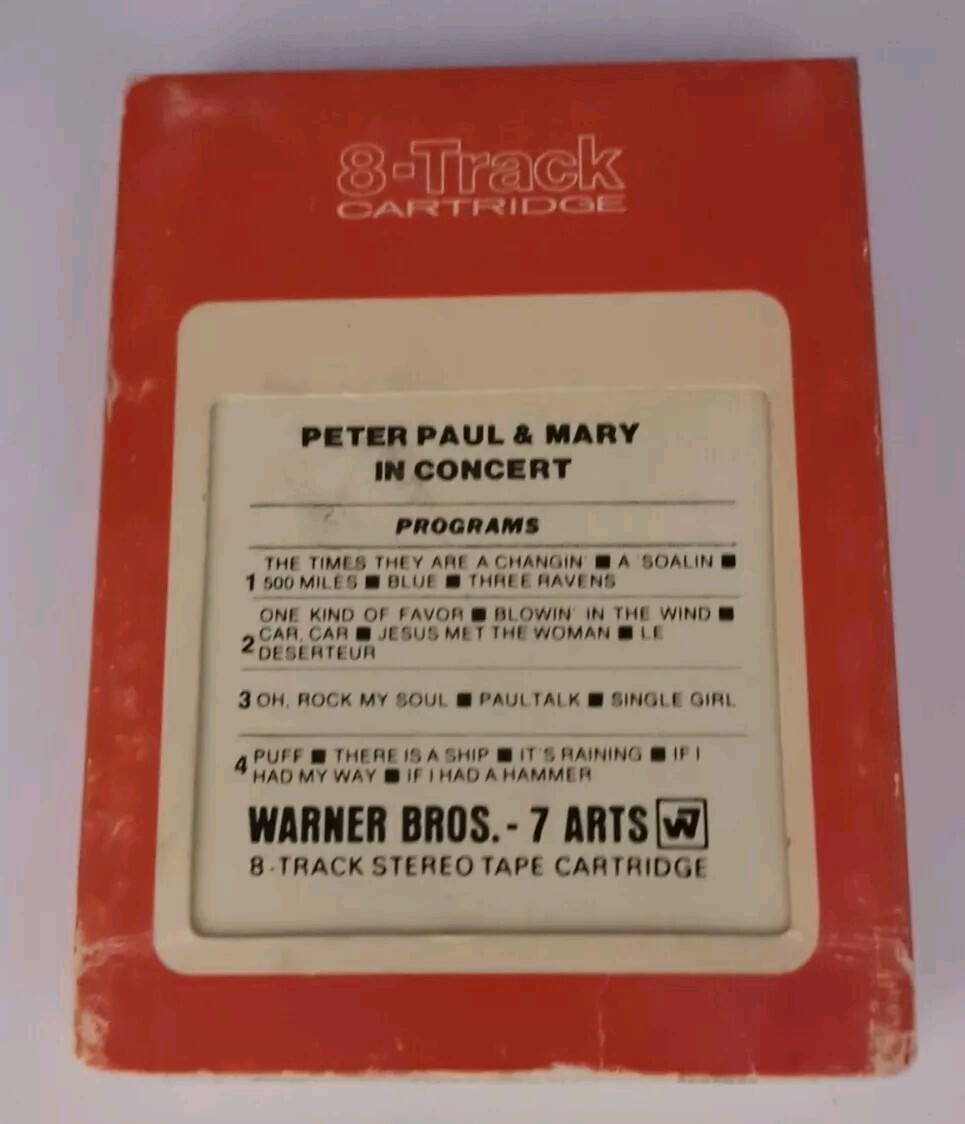 8-Track
CARTRIDGE
PETER PAUL & MARY
IN CONCERT
PROGRAMS
THE TIMES THEY ARE A CHANGIN' ■ A 'SOALIN ■
1 500 MILES ■ BLUE ■ THREE RAVENS
ONE KIND OF FAVOR ■ BLOWIN' IN THE WIND ■
2 CAR, CAR ■ JESUS MET THE WOMAN ■ LE
DESERTEUR
3 OH, ROCK MY SOUL ■ PAULTALK ■ SINGLE GIRL
4 PUFF ■ THERE IS A SHIP ■ IT'S RAINING ■ IF I
HAD MY WAY ■ IF I HAD A HAMMER
WARNER BROS. - 7 ARTS W7
8-TRACK STEREO TAPE CARTRIDGE